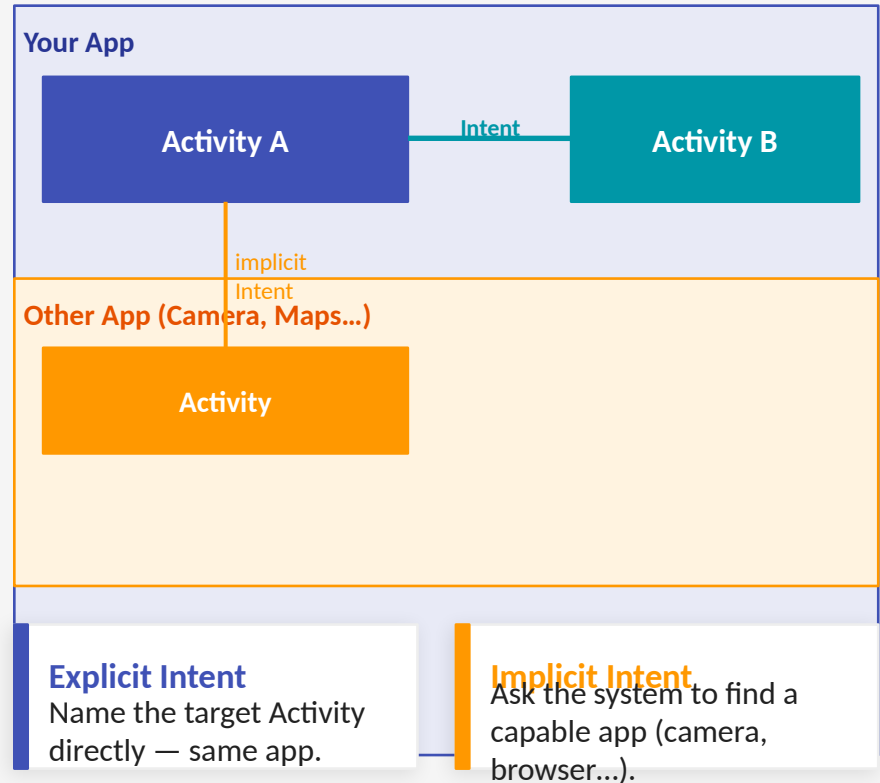 Your App
Activity A
Intent
Activity B
implicit
Intent
Other App (Camera, Maps...)
Activity
Explicit Intent
Name the target Activity
directly — same app.
Implicit Intent
Ask the system to find a
capable app (camera,
browser...).